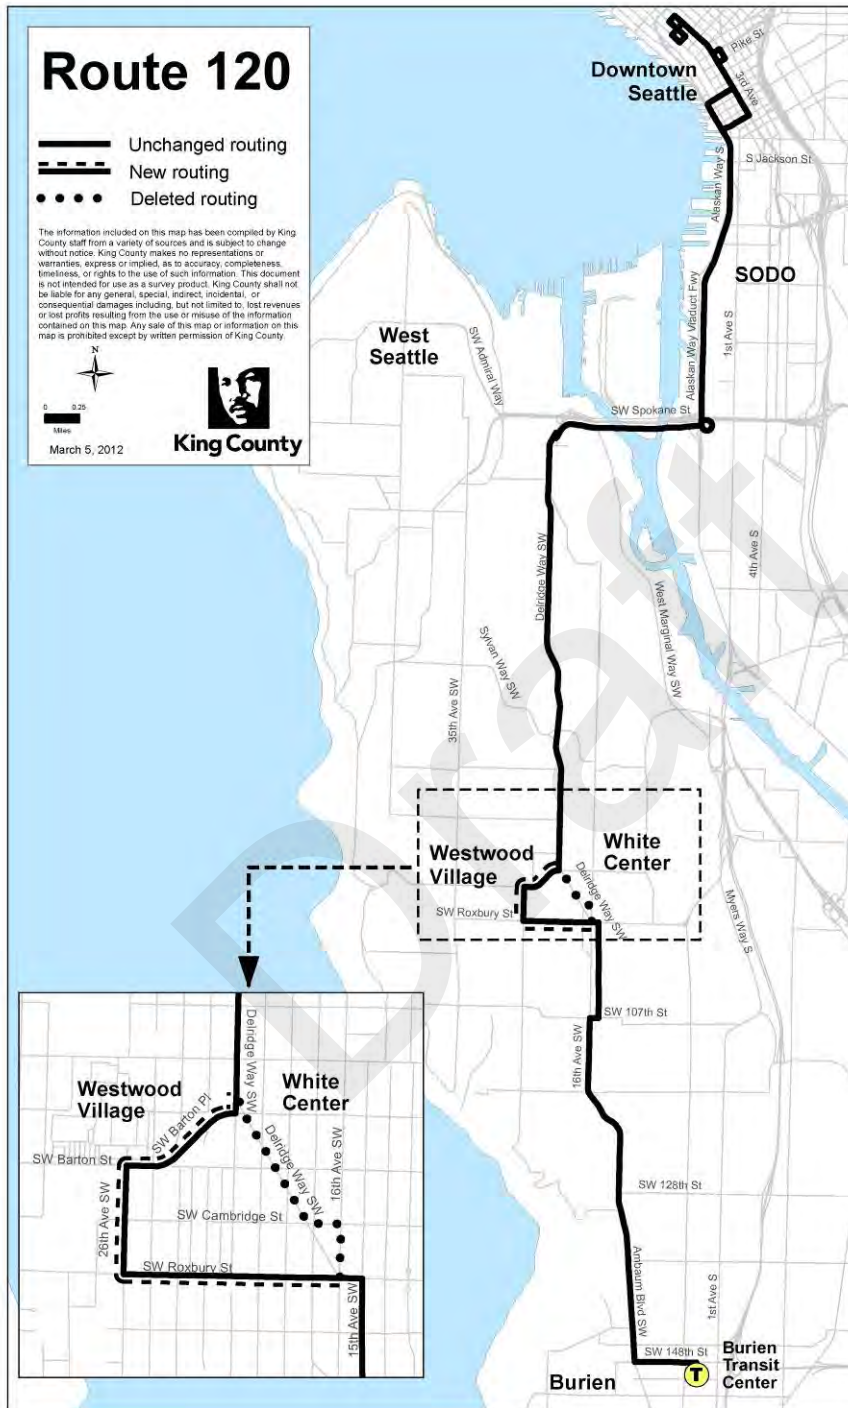 Route 120
Unchanged routing
New routing
Deleted routing
The information included on this map has been compiled by King
County staff from a variety of sources and is subject to change
without notice. King County makes no representations or
warranties, express or implied, as to accuracy, completeness,
timeliness, or rights to the use of such information. This document
is not intended for use as a survey product. King County shall not
be liable for any general, special, indirect, incidental, or
consequential damages including, but not limited to, lost revenues
or lost profits resulting from the use or misuse of the information
contained on this map. Any sale of this map or information on this
map is prohibited except by written permission of King County
N
0 0.25
Miles
March 5, 2012
King County
Downtown
Seattle
Pike St
3rd Ave
S Jackson St
Alaskan Way S
SODO
Alaskan Way Viaduct Fwy
1st Ave S
West
Seattle
SW Admiral Way
SW Spokane St
Delridge Way SW
4th Ave S
West Marginal Way SW
Sylvan Way SW
35th Ave SW
Draft
Westwood
Village
White
Center
Delridge Way SW
SW Roxbury St
Myers Way S
SW 107th St
16th Ave SW
SW 128th St
Ambaum Blvd SW
1st Ave S
SW 148th St
Burien
Transit
Center
T
Burien
Delridge Way SW
Westwood
Village
White
Center
SW Barton Pl
SW Barton St
Delridge Way SW
16th Ave SW
26th Ave SW
SW Cambridge St
SW Roxbury St
15th Ave SW